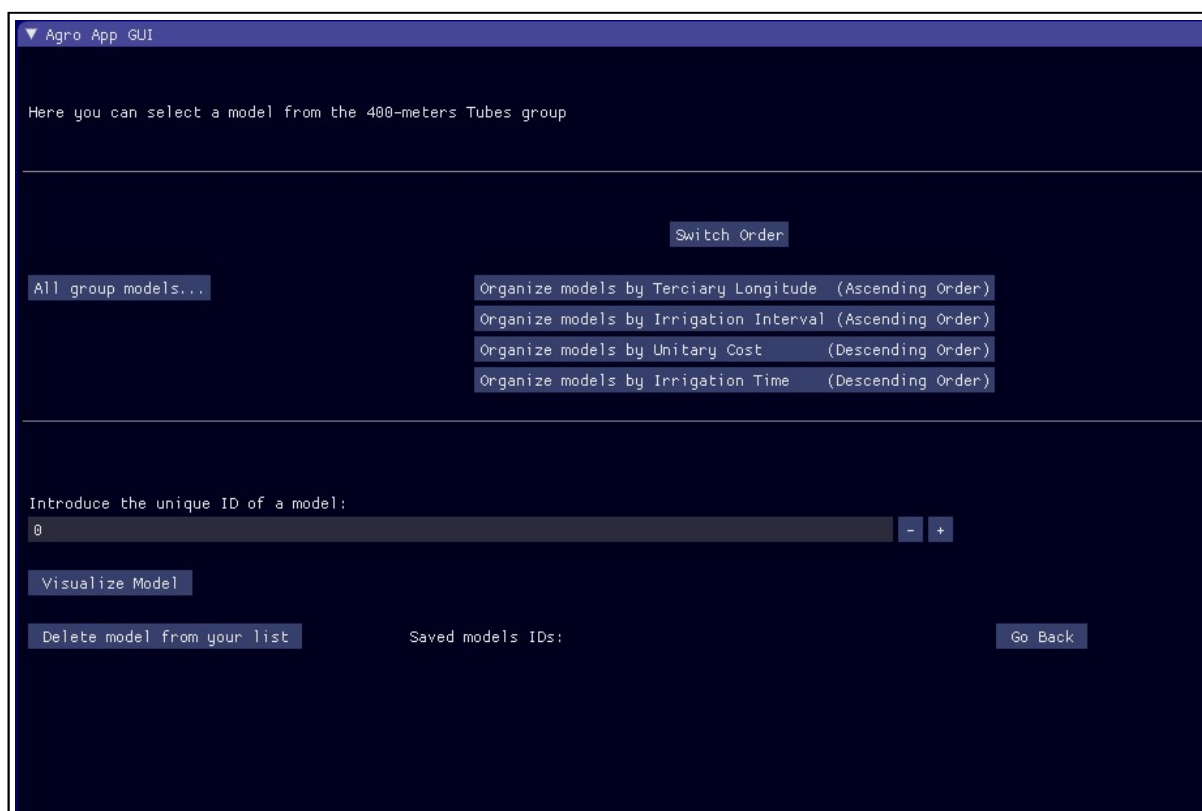 ▼ Agro App GUI
Here you can select a model from the 400-meters Tubes group
Switch Order
All group models...
Organize models by Terciary Longitude (Ascending Order)
Organize models by Irrigation Interval (Ascending Order)
Organize models by Unitary Cost (Descending Order)
Organize models by Irrigation Time (Descending Order)
Introduce the unique ID of a model:
0 - +
Visualize Model
Delete model from your list Saved models IDs: Go Back